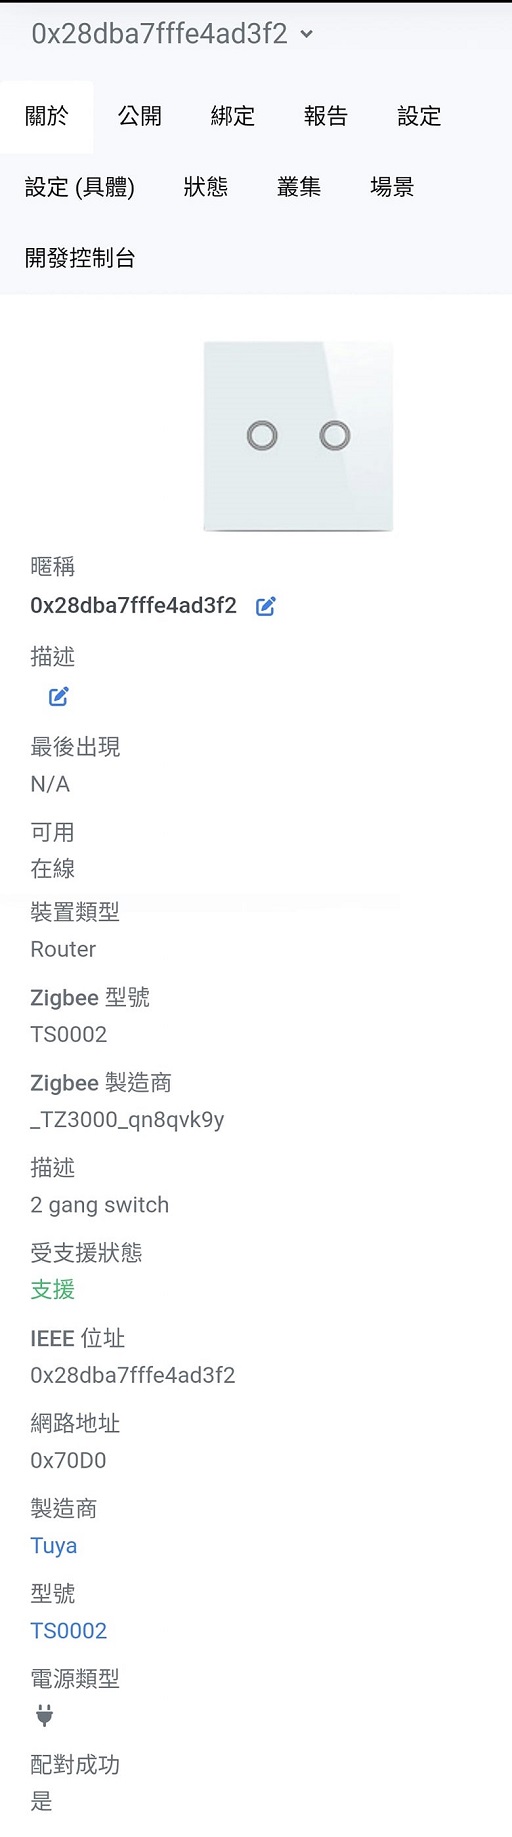 0x28dba7fffe4ad3f2
關於 公開 綁定 報告 設定
設定 (具體) 狀態 叢集 場景
開發控制台
暱稱
0x28dba7fffe4ad3f2
描述
最後出現
N/A
可用
在線
裝置類型
Router
Zigbee 型號
TS0002
Zigbee 製造商
_TZ3000_qn8qvk9y
描述
2 gang switch
受支援狀態
支援
IEEE 位址
0x28dba7fffe4ad3f2
網路地址
0x70D0
製造商
Tuya
型號
TS0002
電源類型
配對成功
是